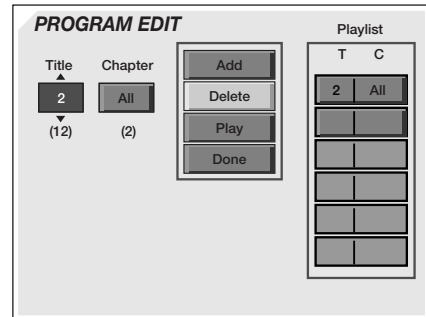 PROGRAM EDIT
Title
Chapter
2
All
(12)
(2)
Add
Delete
Play
Done
Playlist
T C
2 All